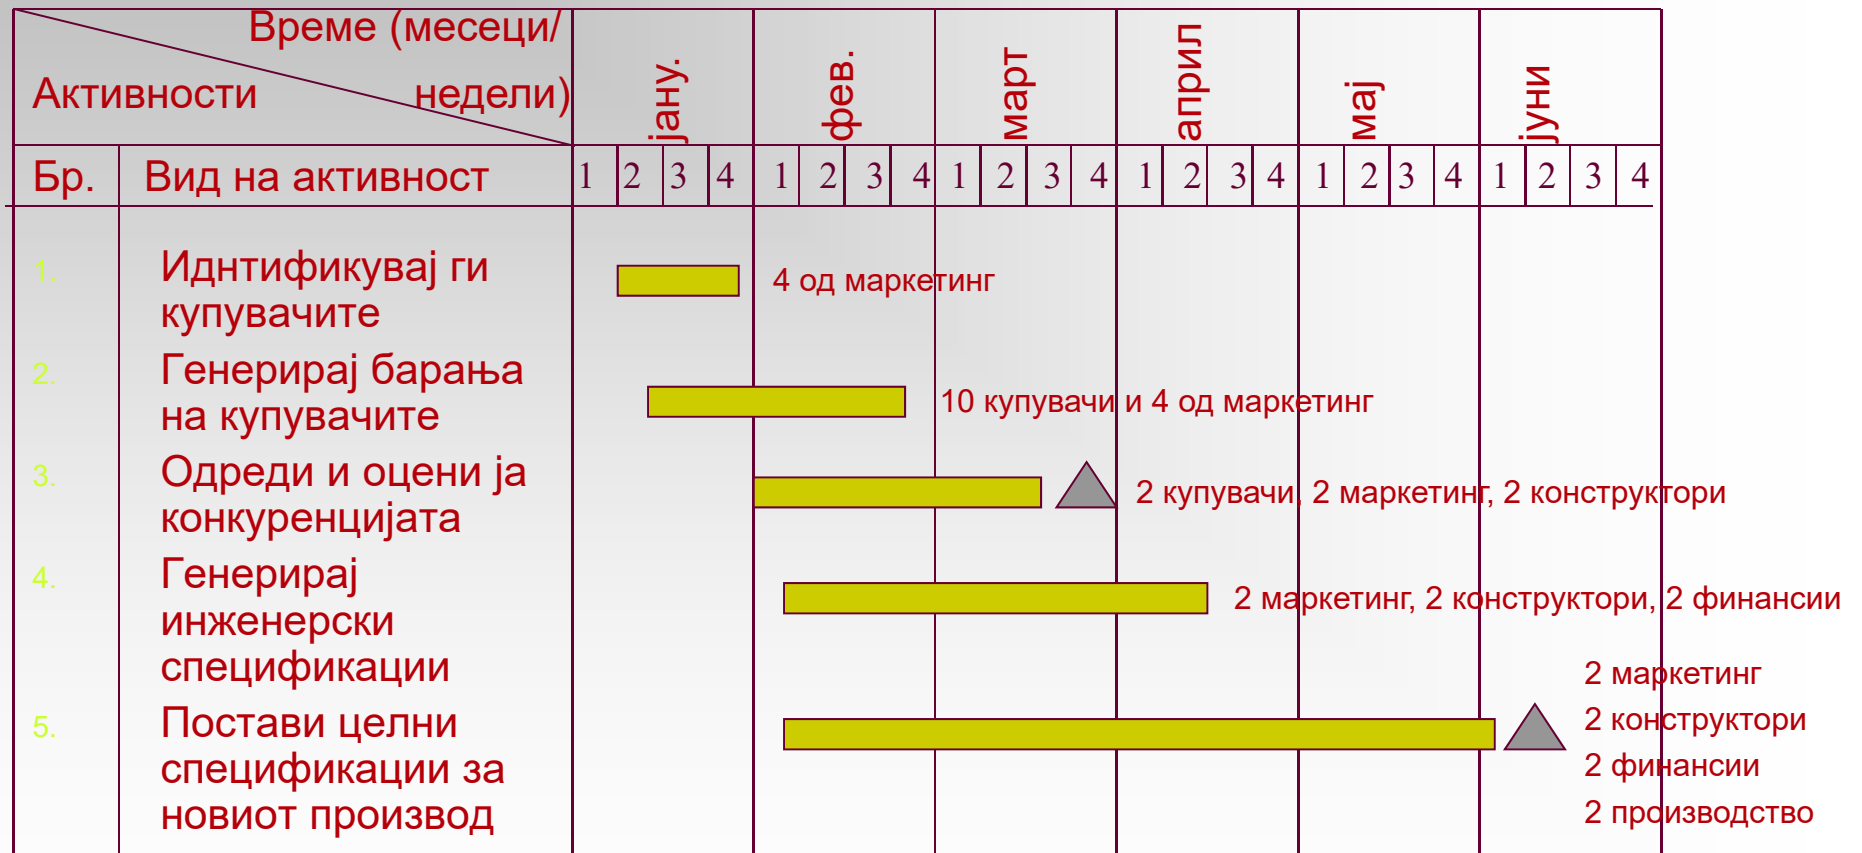 Време (месеци/
Активности недели)
јану.
фев.
март
април
мај
јуни
Бр. Вид на активност 1 2 3 4 1 2 3 4 1 2 3 4 1 2 3 4 1 2 3 4 1 2 3 4
1. Иднтификувај ги
купувачите
4 од маркетинг
2. Генерирај барања
на купувачите
10 купувачи и 4 од маркетинг
3. Одреди и оцени ја
конкуренцијата
2 купувачи, 2 маркетинг, 2 конструктори
4. Генерирај
инженерски
спецификации
2 маркетинг, 2 конструктори, 2 финансии
5. Постави целни
спецификации за
новиот производ
2 маркетинг
2 конструктори
2 финансии
2 производство